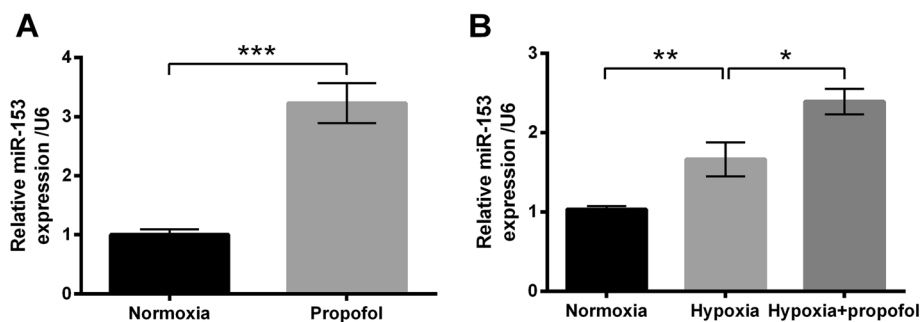 A
Relative miR-153
expression /U6
4
3
2
1
0
***
Normoxia
Propofol
B
Relative miR-153
expression /U6
3
2
1
0
**
*
Normoxia
Hypoxia
Hypoxia+propofol